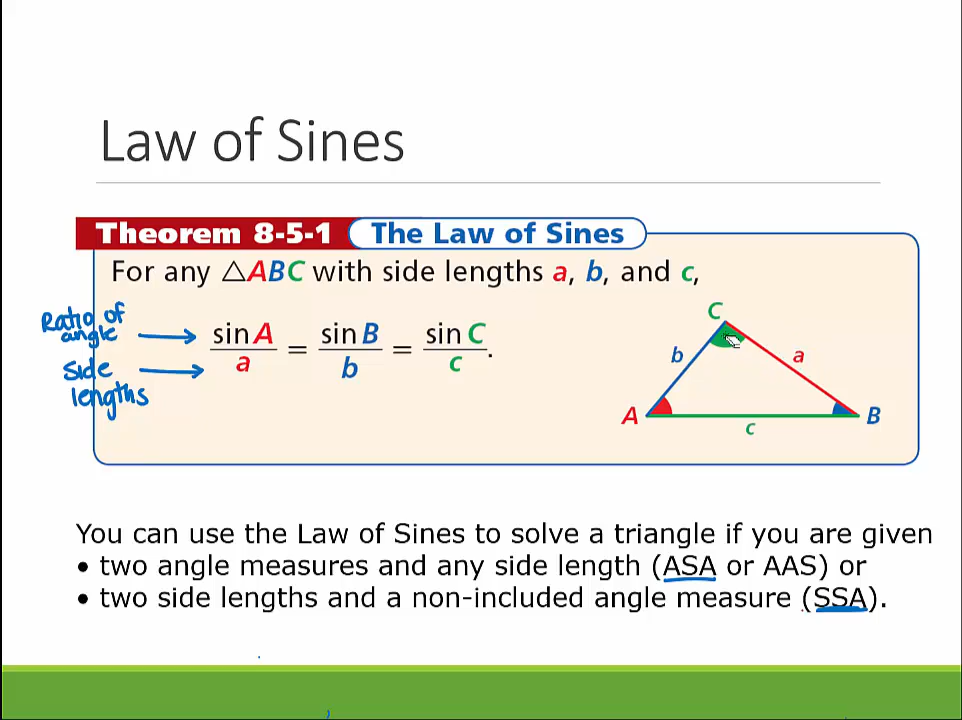 Law of Sines
Theorem 8-5-1 The Law of Sines
For any △ABC with side lengths a, b, and c,
Ratio of
angle
side
lengths
sin A / a = sin B / b = sin C / c.
C
b
a
A
B
c
You can use the Law of Sines to solve a triangle if you are given
• two angle measures and any side length (ASA or AAS) or
• two side lengths and a non-included angle measure (SSA).